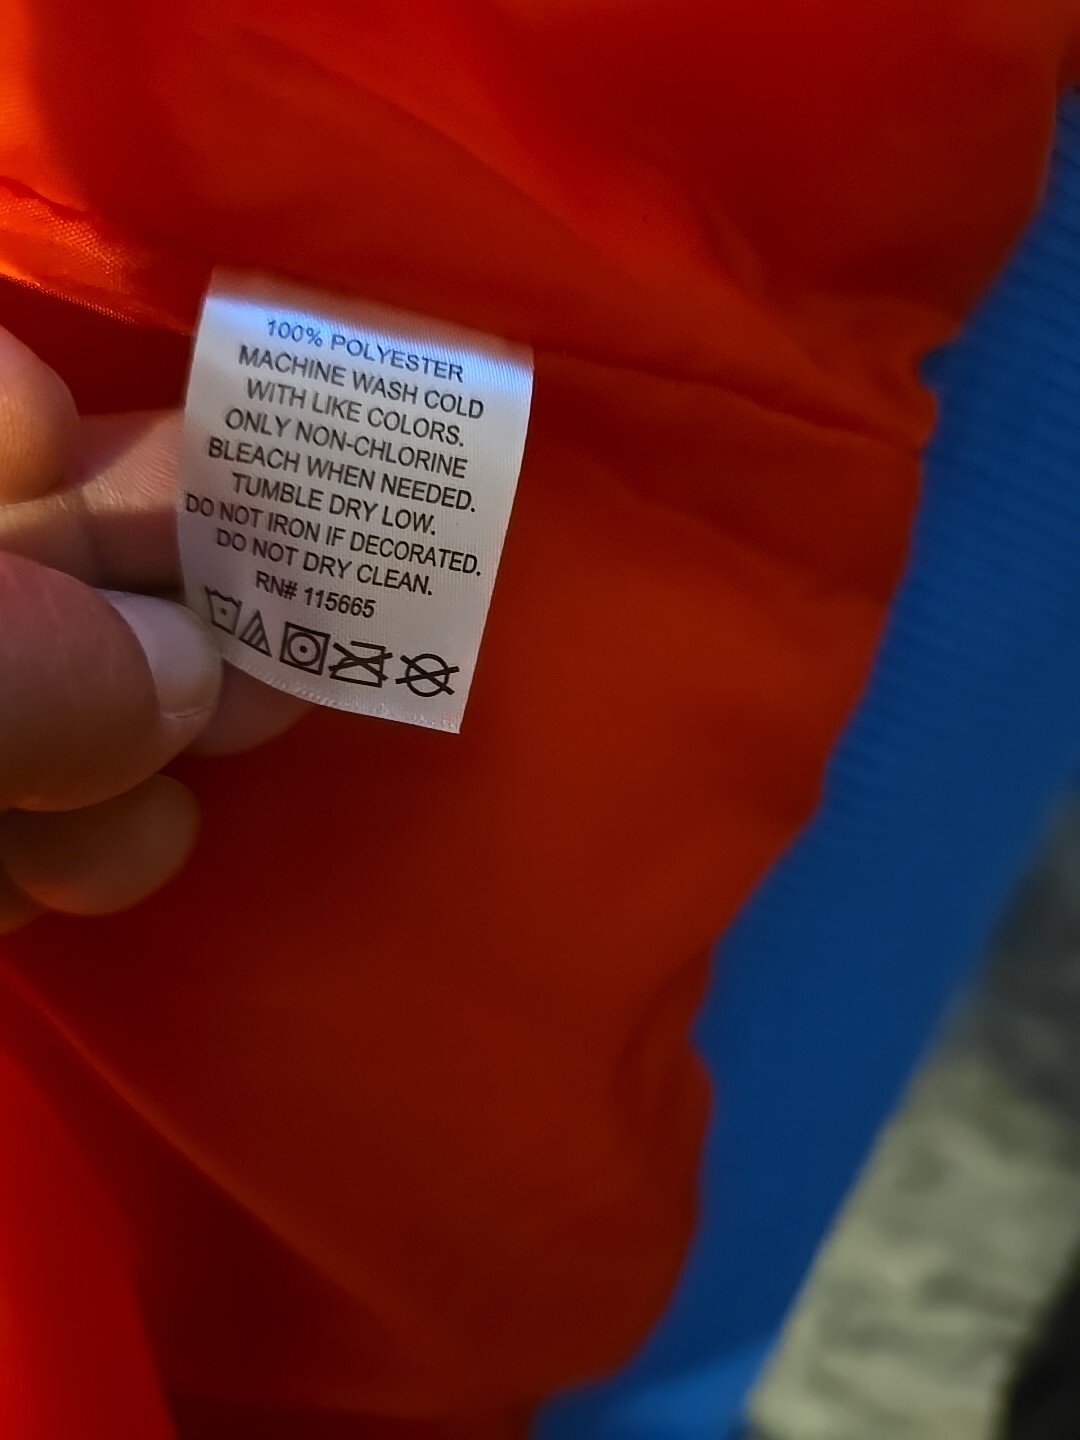 100% POLYESTER
MACHINE WASH COLD
WITH LIKE COLORS.
ONLY NON-CHLORINE
BLEACH WHEN NEEDED.
TUMBLE DRY LOW.
DO NOT IRON IF DECORATED.
DO NOT DRY CLEAN.
RN# 115665